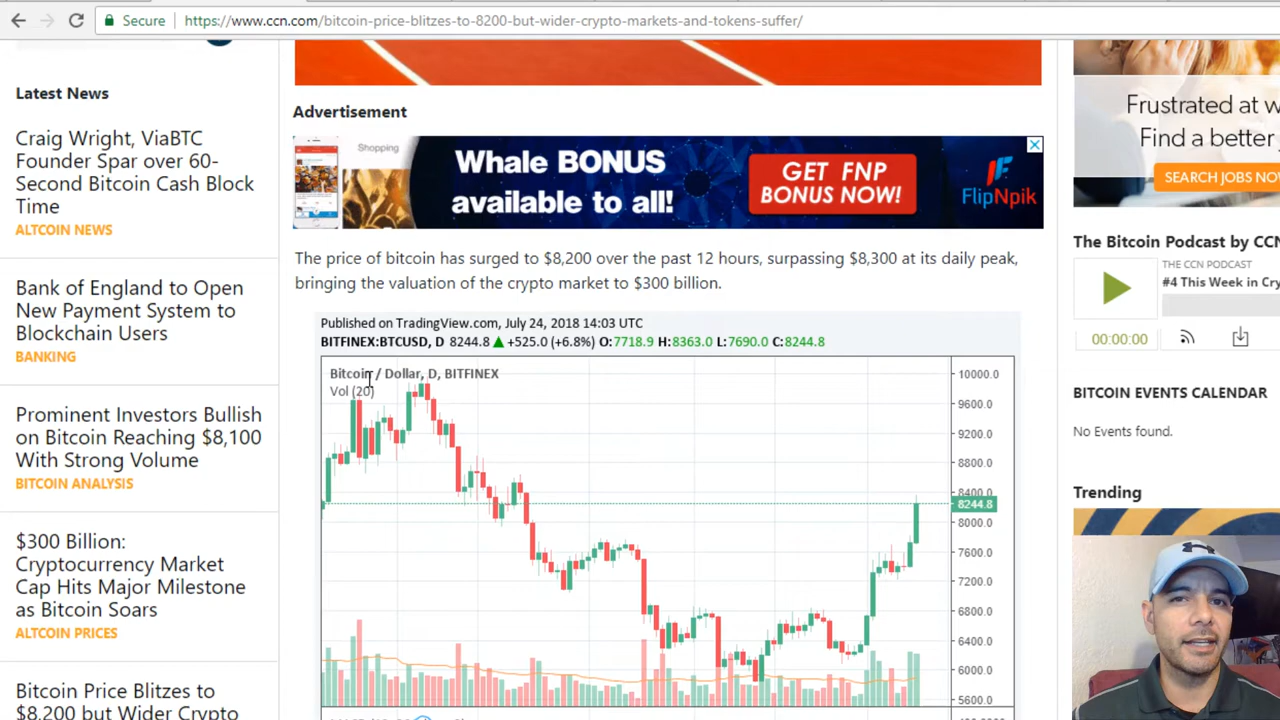 Secure
https://www.ccn.com/bitcoin-price-blitzes-to-8200-but-wider-crypto-markets-and-tokens-suffer/
Latest News
Craig Wright, ViaBTC
Founder Spar over 60-
Second Bitcoin Cash Block
Time
ALTCOIN NEWS
Bank of England to Open
New Payment System to
Blockchain Users
BANKING
Prominent Investors Bullish
on Bitcoin Reaching $8,100
With Strong Volume
BITCOIN ANALYSIS
$300 Billion:
Cryptocurrency Market
Cap Hits Major Milestone
as Bitcoin Soars
ALTCOIN PRICES
Bitcoin Price Blitzes to
$8,200 but Wider Crypto
Advertisement
Shopping
Whale BONUS
available to all!
GET FNP
BONUS NOW!
FlipNpik
The price of bitcoin has surged to $8,200 over the past 12 hours, surpassing $8,300 at its daily peak,
bringing the valuation of the crypto market to $300 billion.
Published on TradingView.com, July 24, 2018 14:03 UTC
BITFINEX:BTCUSD, D 8244.8 ▲ +525.0 (+6.8%) O:7718.9 H:8363.0 L:7690.0 C:8244.8
Bitcoin / Dollar, D, BITFINEX
Vol (20)
10000.0
9600.0
9200.0
8800.0
8400.0
8244.8
8000.0
7600.0
7200.0
6800.0
6400.0
6000.0
5600.0
Frustrated at w
Find a better
SEARCH JOBS NOW
The Bitcoin Podcast by CCN
THE CCN PODCAST
#4 This Week in Cry
00:00:00
BITCOIN EVENTS CALENDAR
No Events found.
Trending